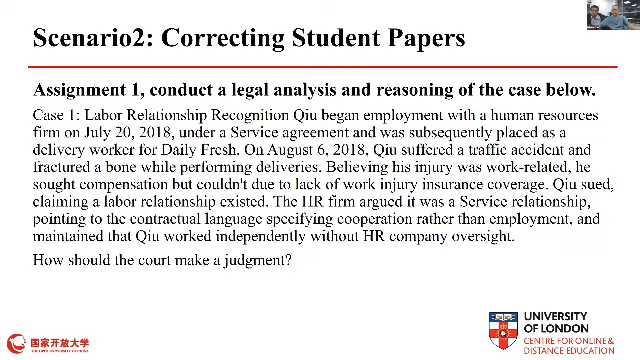 Scenario2: Correcting Student Papers
Assignment 1, conduct a legal analysis and reasoning of the case below.
Case 1: Labor Relationship Recognition Qiu began employment with a human resources
firm on July 20, 2018, under a Service agreement and was subsequently placed as a
delivery worker for Daily Fresh. On August 6, 2018, Qiu suffered a traffic accident and
fractured a bone while performing deliveries. Believing his injury was work-related, he
sought compensation but couldn't due to lack of work injury insurance coverage. Qiu sued,
claiming a labor relationship existed. The HR firm argued it was a Service relationship,
pointing to the contractual language specifying cooperation rather than employment, and
maintained that Qiu worked independently without HR company oversight.
How should the court make a judgment?
国家开放大学
UNIVERSITY
OF LONDON
CENTRE FOR ONLINE &
DISTANCE EDUCATION